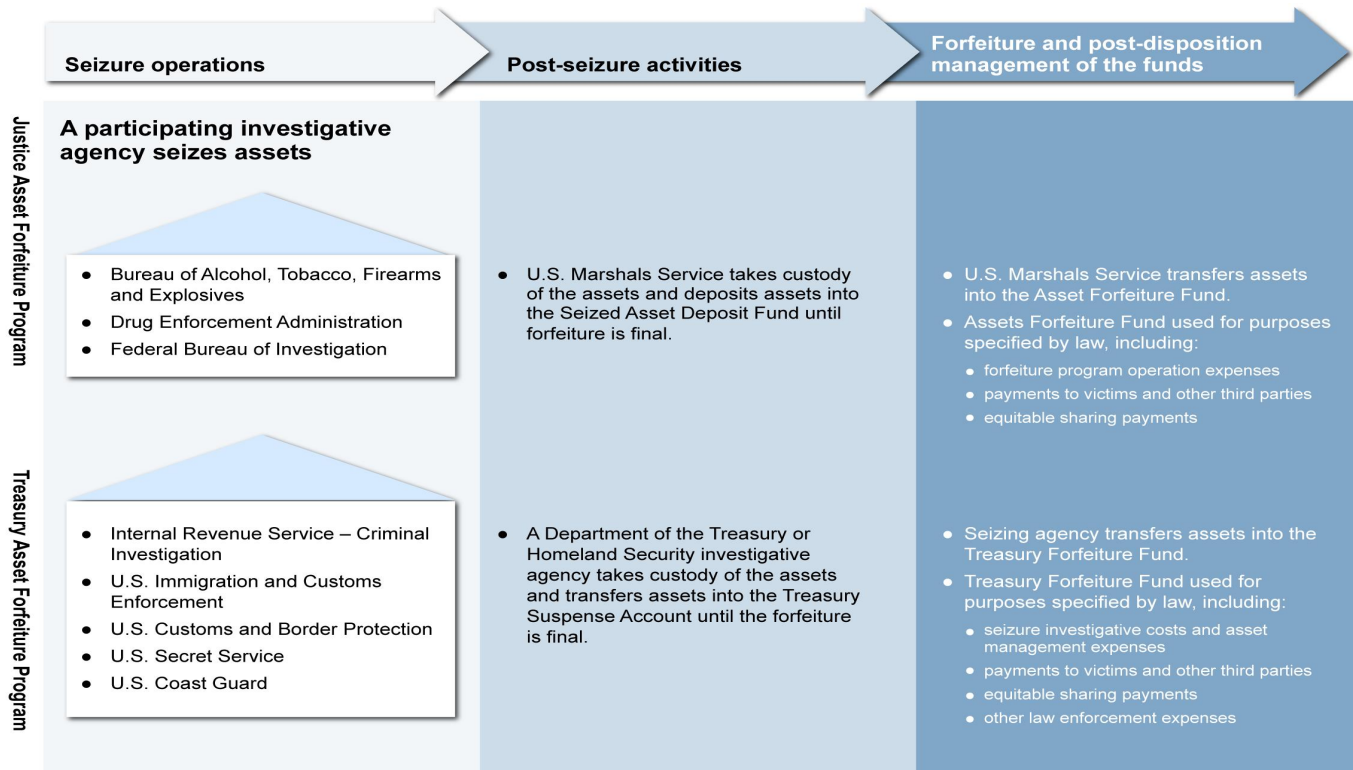 Seizure operations
Post-seizure activities
Forfeiture and post-disposition
management of the funds
Justice Asset Forfeiture Program
A participating investigative
agency seizes assets
● Bureau of Alcohol, Tobacco, Firearms
and Explosives
● Drug Enforcement Administration
● Federal Bureau of Investigation
● U.S. Marshals Service takes custody
of the assets and deposits assets into
the Seized Asset Deposit Fund until
forfeiture is final.
● U.S. Marshals Service transfers assets
into the Asset Forfeiture Fund.
● Assets Forfeiture Fund used for purposes
specified by law, including:
● forfeiture program operation expenses
● payments to victims and other third parties
● equitable sharing payments
Treasury Asset Forfeiture Program
● Internal Revenue Service – Criminal
Investigation
● U.S. Immigration and Customs
Enforcement
● U.S. Customs and Border Protection
● U.S. Secret Service
● U.S. Coast Guard
● A Department of the Treasury or
Homeland Security investigative
agency takes custody of the assets
and transfers assets into the Treasury
Suspense Account until the forfeiture
is final.
● Seizing agency transfers assets into the
Treasury Forfeiture Fund.
● Treasury Forfeiture Fund used for
purposes specified by law, including:
● seizure investigative costs and asset
management expenses
● payments to victims and other third parties
● equitable sharing payments
● other law enforcement expenses